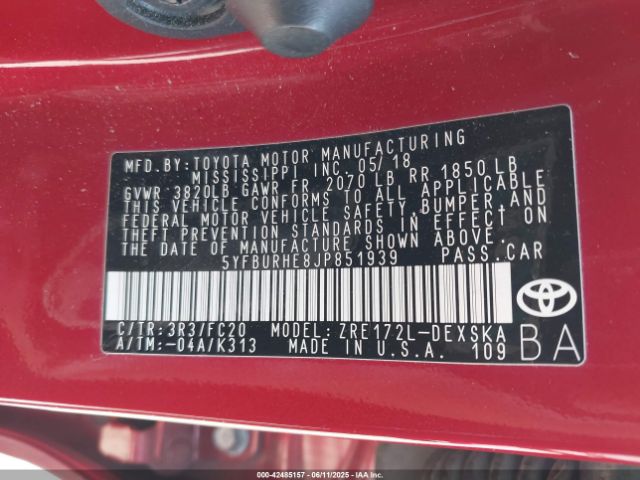 MFD. BY: TOYOTA MOTOR MANUFACTURING
MISSISSIPPI INC. 05/18
GVWR 3820LB GAWR FR 2070 LB RR 1850 LB
THIS VEHICLE CONFORMS TO ALL APPLICABLE
FEDERAL MOTOR VEHICLE SAFETY, BUMPER, AND
THEFT PREVENTION STANDARDS IN EFFECT ON
THE DATE OF MANUFACTURE SHOWN ABOVE.
5YFBURHE8JP851939 PASS. CAR
C/TR: 3R3/FC20 MODEL: ZRE172L-DEXSKA
A/TM: -04A/K313 MADE IN U.S.A. 109
BA
00-42485157 - 06/11/2025 - Copyright IAA, Inc.